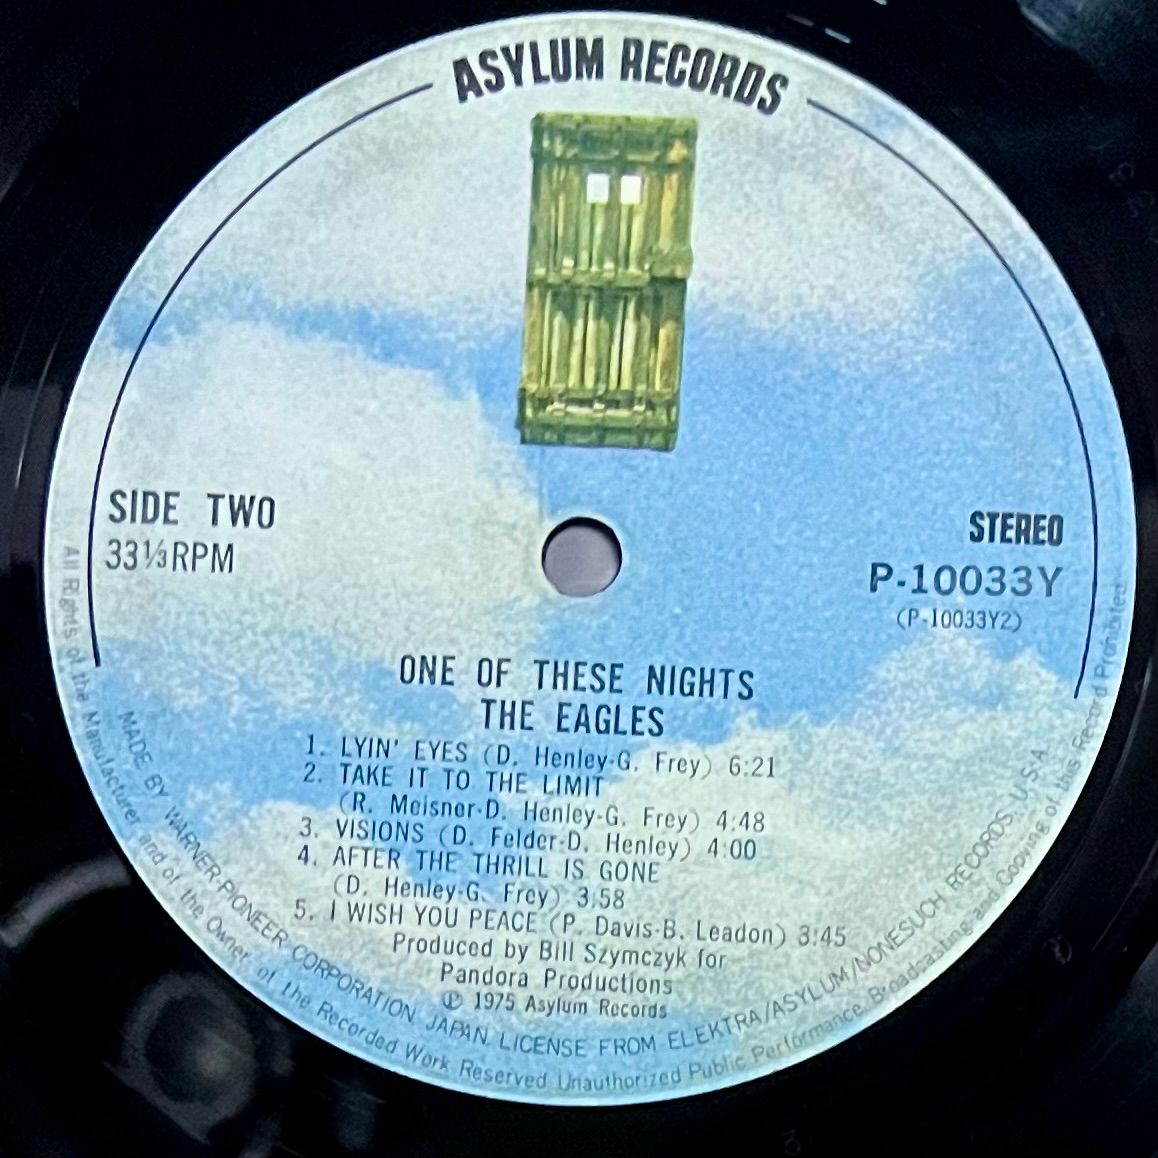 ASYLUM RECORDS
SIDE TWO
33⅓RPM
STEREO
P-10033Y
(P-10033Y2)
ONE OF THESE NIGHTS
THE EAGLES
1. LYIN' EYES (D. Henley-G. Frey) 6:21
2. TAKE IT TO THE LIMIT
(R. Meisner-D. Henley-G. Frey) 4:48
3. VISIONS (D. Felder-D. Henley) 4:00
4. AFTER THE THRILL IS GONE
(D. Henley-G. Frey) 3:58
5. I WISH YOU PEACE (P. Davis-B. Leadon) 3:45
Produced by Bill Szymczyk for
Pandora Productions
℗ 1975 Asylum Records
MADE BY WARNER-PIONEER CORPORATION, JAPAN. LICENSE FROM ELEKTRA/ASYLUM/NONESUCH RECORDS, U.S.A.
All Rights of the Manufacturer and of the Owner of the Recorded Work Reserved Unauthorized Public Performance Broadcasting and Copying of this Record Prohibited